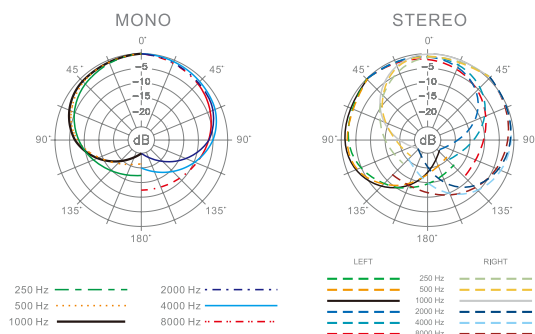 MONO
0°
45° 45°
−5
−10
−15
−20
90° dB 90°
135° 135°
180°
250 Hz 2000 Hz
500 Hz 4000 Hz
1000 Hz 8000 Hz
STEREO
0°
45° 45°
−5
−10
−15
−20
90° dB 90
135° 135°
180°
LEFT RIGHT
250 Hz
500 Hz
1000 Hz
2000 Hz
4000 Hz
8000 Hz